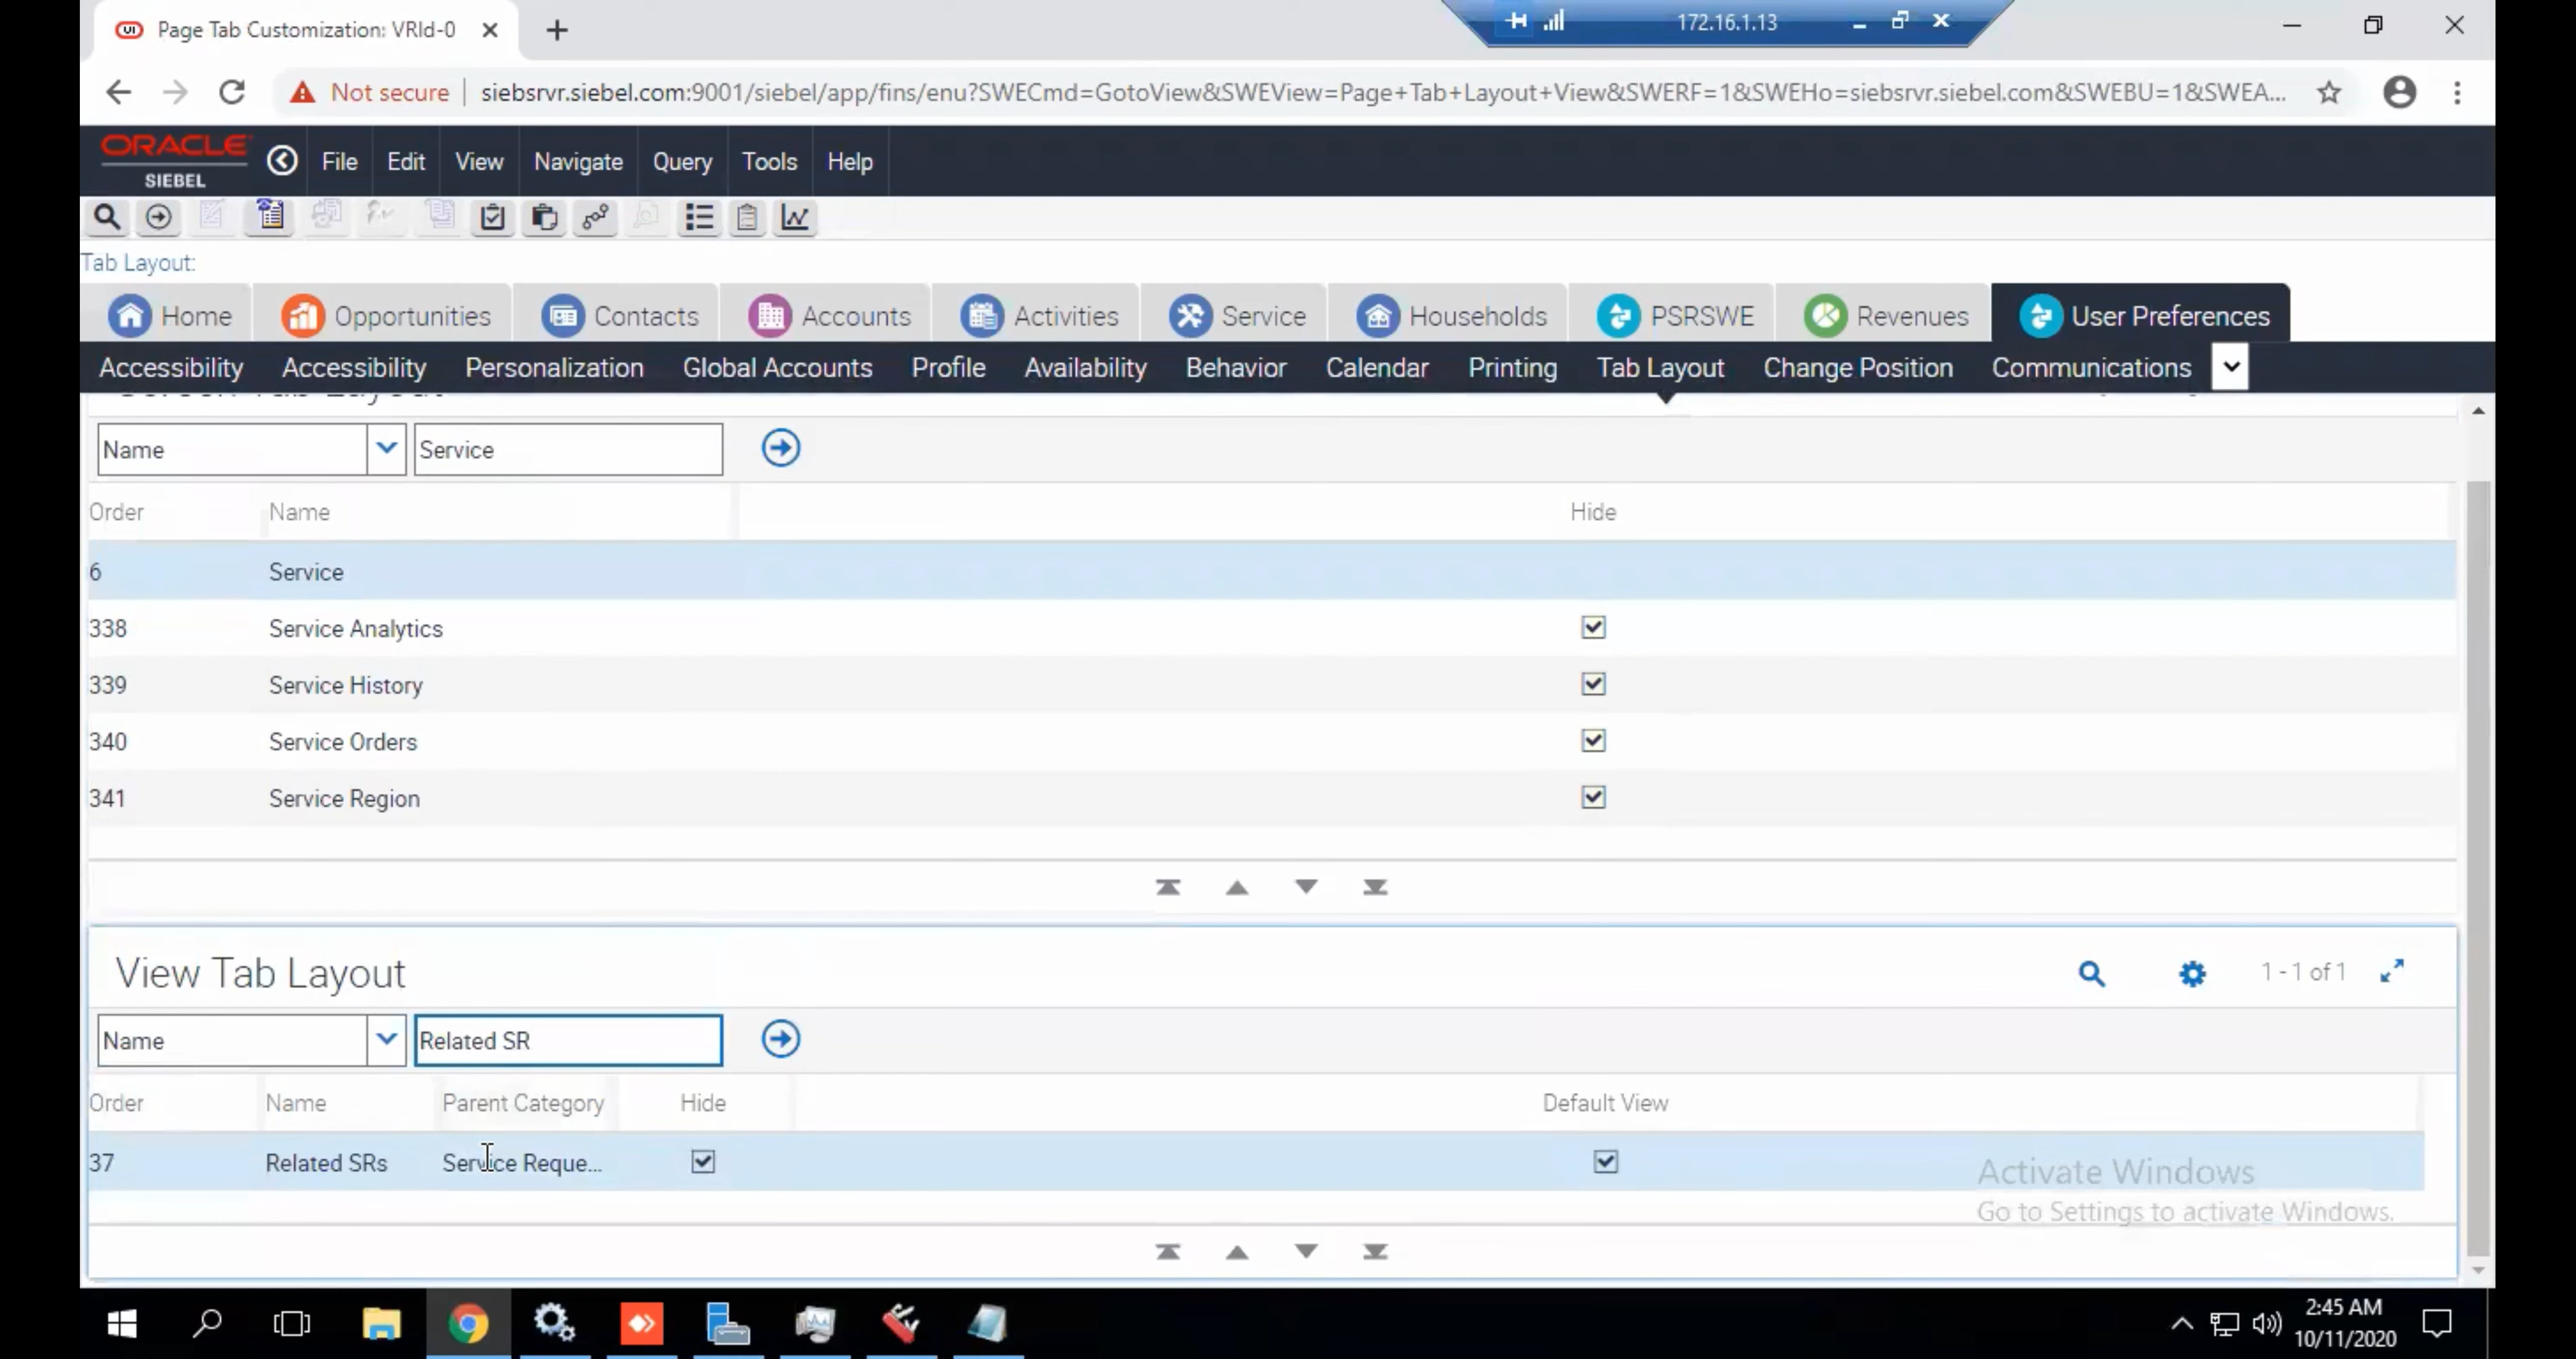 Page Tab Customization: VRId-0
172.16.1.13
Not secure siebsrvr.siebel.com:9001/siebel/app/fins/enu?SWECmd=GotoView&SWEView=Page+Tab+Layout+View&SWERF=1&SWEHo=siebsrvr.siebel.com&SWEBU=1&SWEA...
ORACLE
SIEBEL
File Edit View Navigate Query Tools Help
Tab Layout:
Home Opportunities Contacts Accounts Activities Service Households PSRSWE Revenues User Preferences
Accessibility Accessibility Personalization Global Accounts Profile Availability Behavior Calendar Printing Tab Layout Change Position Communications
Name Service
Order Name Hide
6 Service
338 Service Analytics
339 Service History
340 Service Orders
341 Service Region
View Tab Layout 1 - 1 of 1
Name Related SR
Order Name Parent Category Hide Default View
37 Related SRs Service Reque...
Activate Windows
Go to Settings to activate Windows.
2:45 AM
10/11/2020